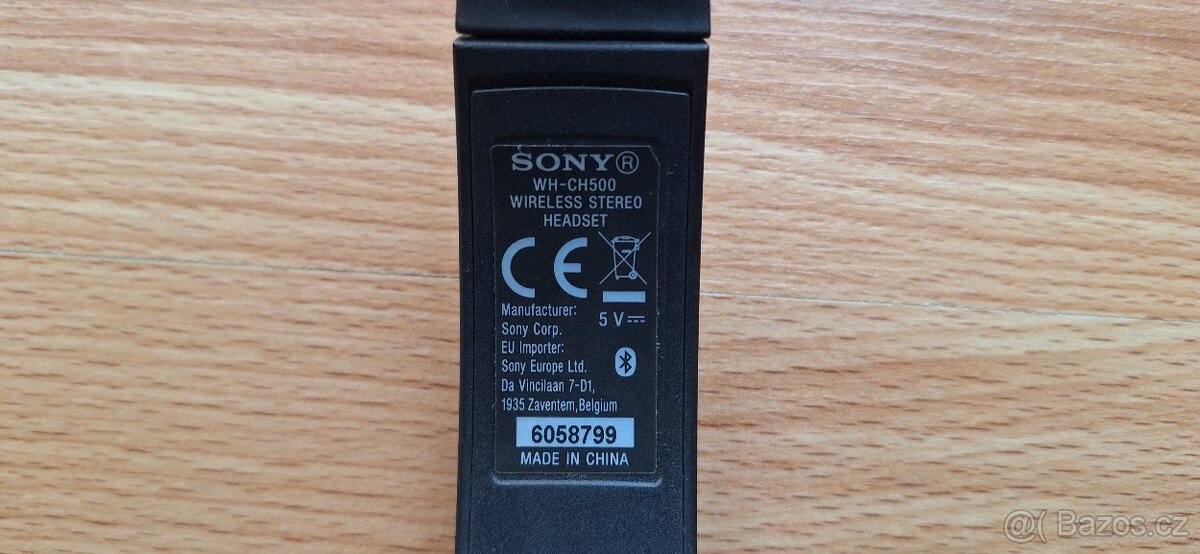 SONY®
WH-CH500
WIRELESS STEREO
HEADSET
CE
Manufacturer:
Sony Corp.
5 V
EU Importer:
Sony Europe Ltd.
Da Vincilaan 7-D1,
1935 Zaventem,Belgium
6058799
MADE IN CHINA
@( Bazos.cz